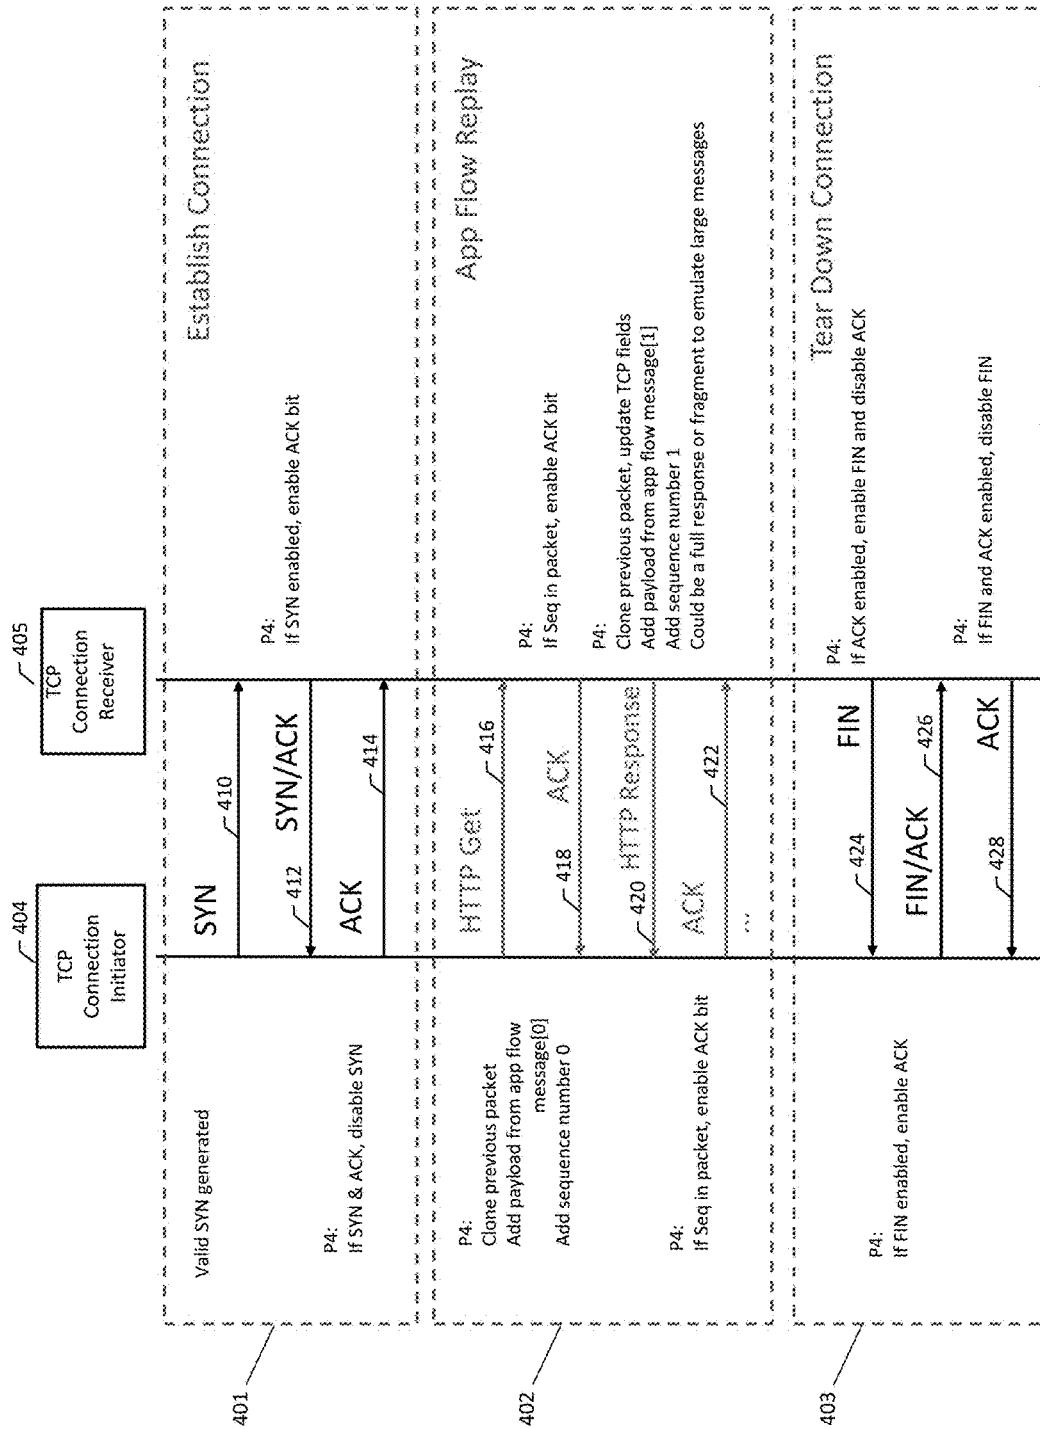 404
TCP
Connection
Initiator
405
TCP
Connection
Receiver
401
Establish Connection
Valid SYN generated
SYN
410
P4:
If SYN enabled, enable ACK bit
SYN/ACK
412
P4:
If SYN & ACK, disable SYN
ACK
414
402
App Flow Replay
P4:
Clone previous packet
Add payload from app flow
message[0]
Add sequence number 0
HTTP Get
416
P4:
If Seq in packet, enable ACK bit
418
ACK
P4:
Clone previous packet, update TCP fields
Add payload from app flow message[1]
Add sequence number 1
Could be a full response or fragment to emulate large messages
420
HTTP Response
P4:
If Seq in packet, enable ACK bit
ACK
422
...
403
Tear Down Connection
P4:
If ACK enabled, enable FIN and disable ACK
FIN
424
P4:
If FIN enabled, enable ACK
FIN/ACK
426
P4:
If FIN and ACK enabled, disable FIN
428
ACK